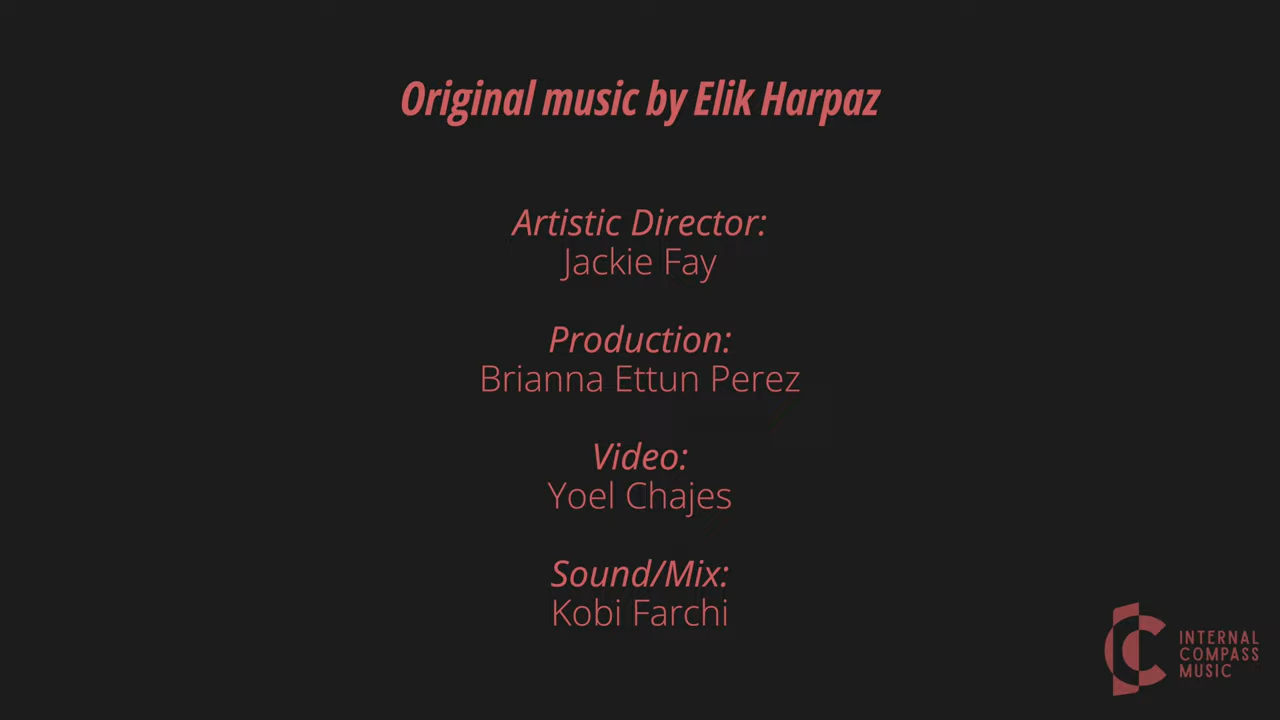 Original music by Elik Harpaz
Artistic Director:
Jackie Fay
Production:
Brianna Ettun Perez
Video:
Yoel Chajes
Sound/Mix:
Kobi Farchi
INTERNAL
COMPASS
MUSIC